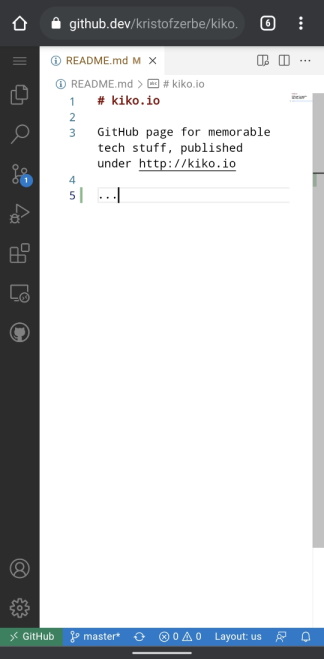 github.dev/kristofzerbe/kiko.
6
README.md M
README.md > # kiko.io
1 # kiko.io
2
3 GitHub page for memorable
tech stuff, published
under http://kiko.io
4
5 ...
1
GitHub master* 0 0 Layout: us